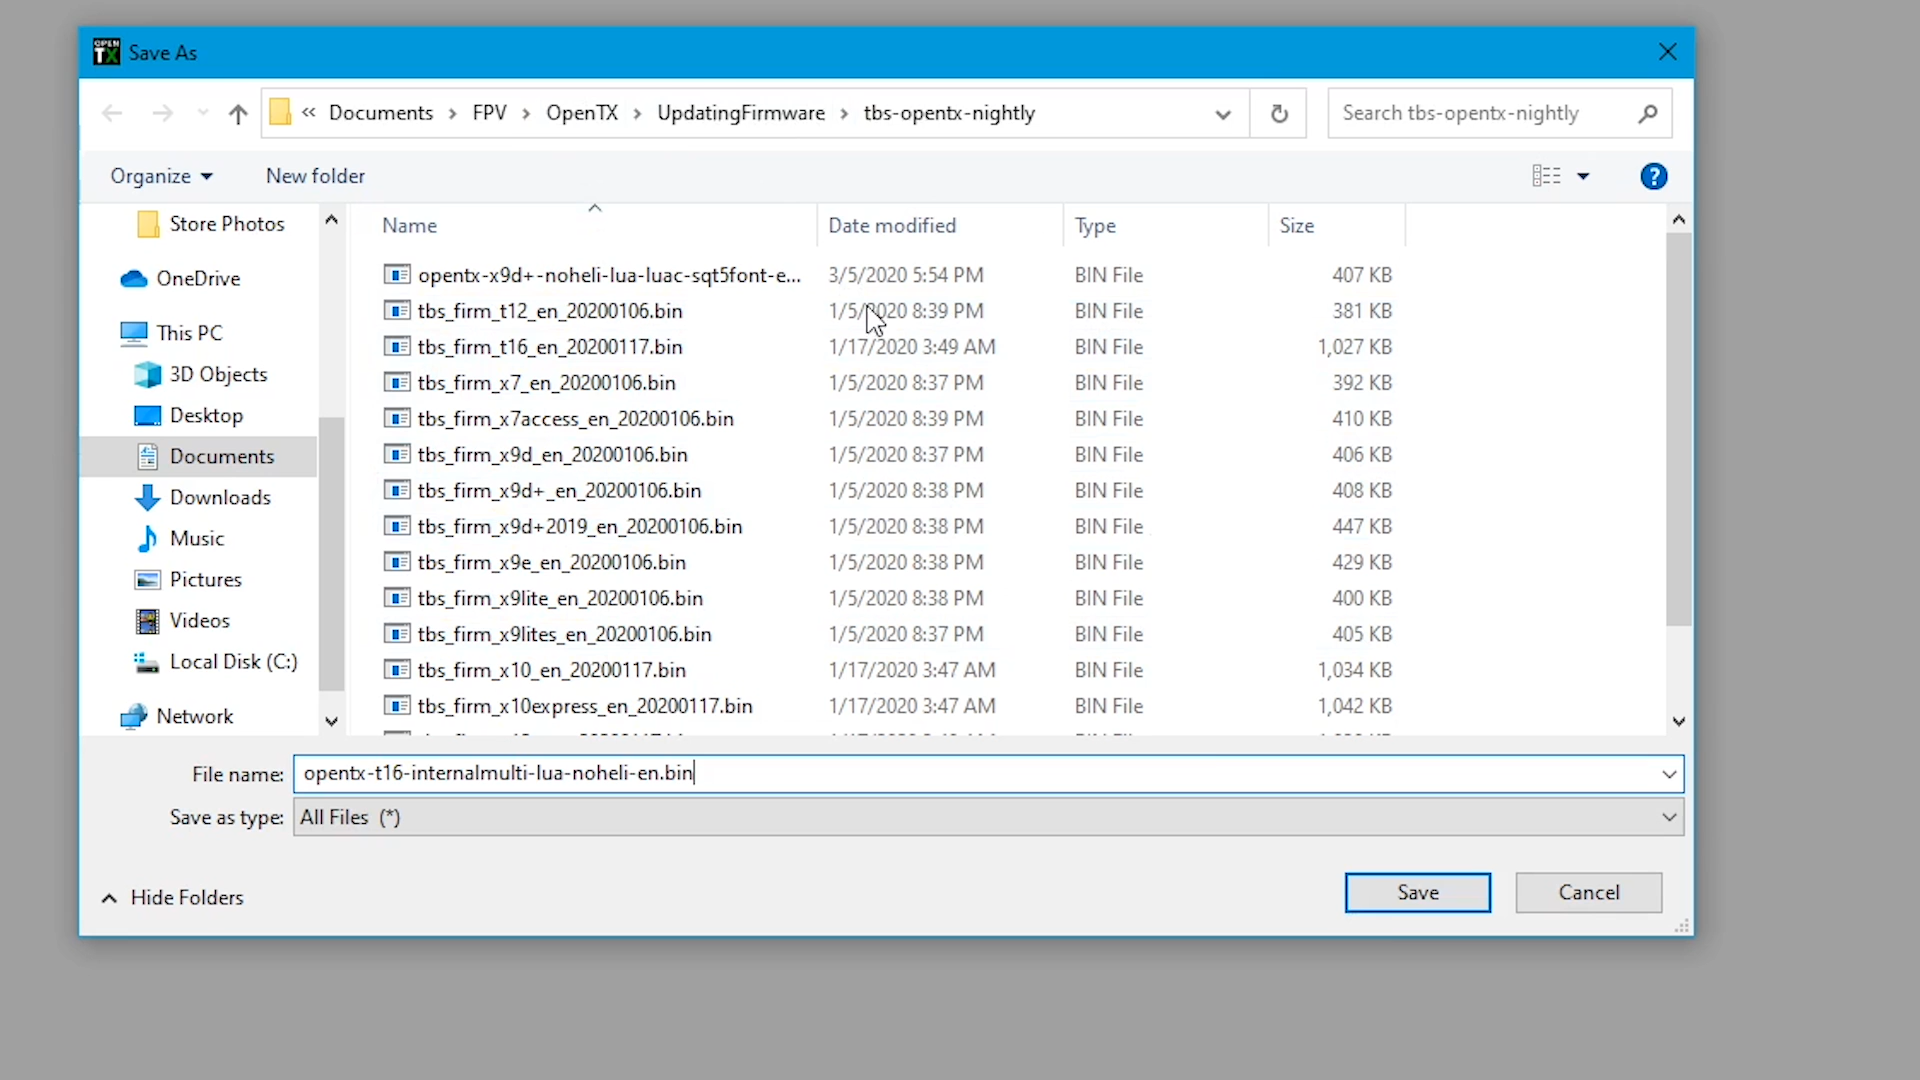 OPEN TX Save As
« Documents › FPV › OpenTX › UpdatingFirmware › tbs-opentx-nightly Search tbs-opentx-nightly
Organize New folder ?
Store Photos
OneDrive
This PC
3D Objects
Desktop
Documents
Downloads
Music
Pictures
Videos
Local Disk (C:)
Network
Name Date modified Type Size
opentx-x9d+-noheli-lua-luac-sqt5font-e... 3/5/2020 5:54 PM BIN File 407 KB
tbs_firm_t12_en_20200106.bin 1/5/2020 8:39 PM BIN File 381 KB
tbs_firm_t16_en_20200117.bin 1/17/2020 3:49 AM BIN File 1,027 KB
tbs_firm_x7_en_20200106.bin 1/5/2020 8:37 PM BIN File 392 KB
tbs_firm_x7access_en_20200106.bin 1/5/2020 8:39 PM BIN File 410 KB
tbs_firm_x9d_en_20200106.bin 1/5/2020 8:37 PM BIN File 406 KB
tbs_firm_x9d+_en_20200106.bin 1/5/2020 8:38 PM BIN File 408 KB
tbs_firm_x9d+2019_en_20200106.bin 1/5/2020 8:38 PM BIN File 447 KB
tbs_firm_x9e_en_20200106.bin 1/5/2020 8:38 PM BIN File 429 KB
tbs_firm_x9lite_en_20200106.bin 1/5/2020 8:38 PM BIN File 400 KB
tbs_firm_x9lites_en_20200106.bin 1/5/2020 8:37 PM BIN File 405 KB
tbs_firm_x10_en_20200117.bin 1/17/2020 3:47 AM BIN File 1,034 KB
tbs_firm_x10express_en_20200117.bin 1/17/2020 3:47 AM BIN File 1,042 KB
File name: opentx-t16-internalmulti-lua-noheli-en.bin
Save as type: All Files (*)
Hide Folders Save Cancel